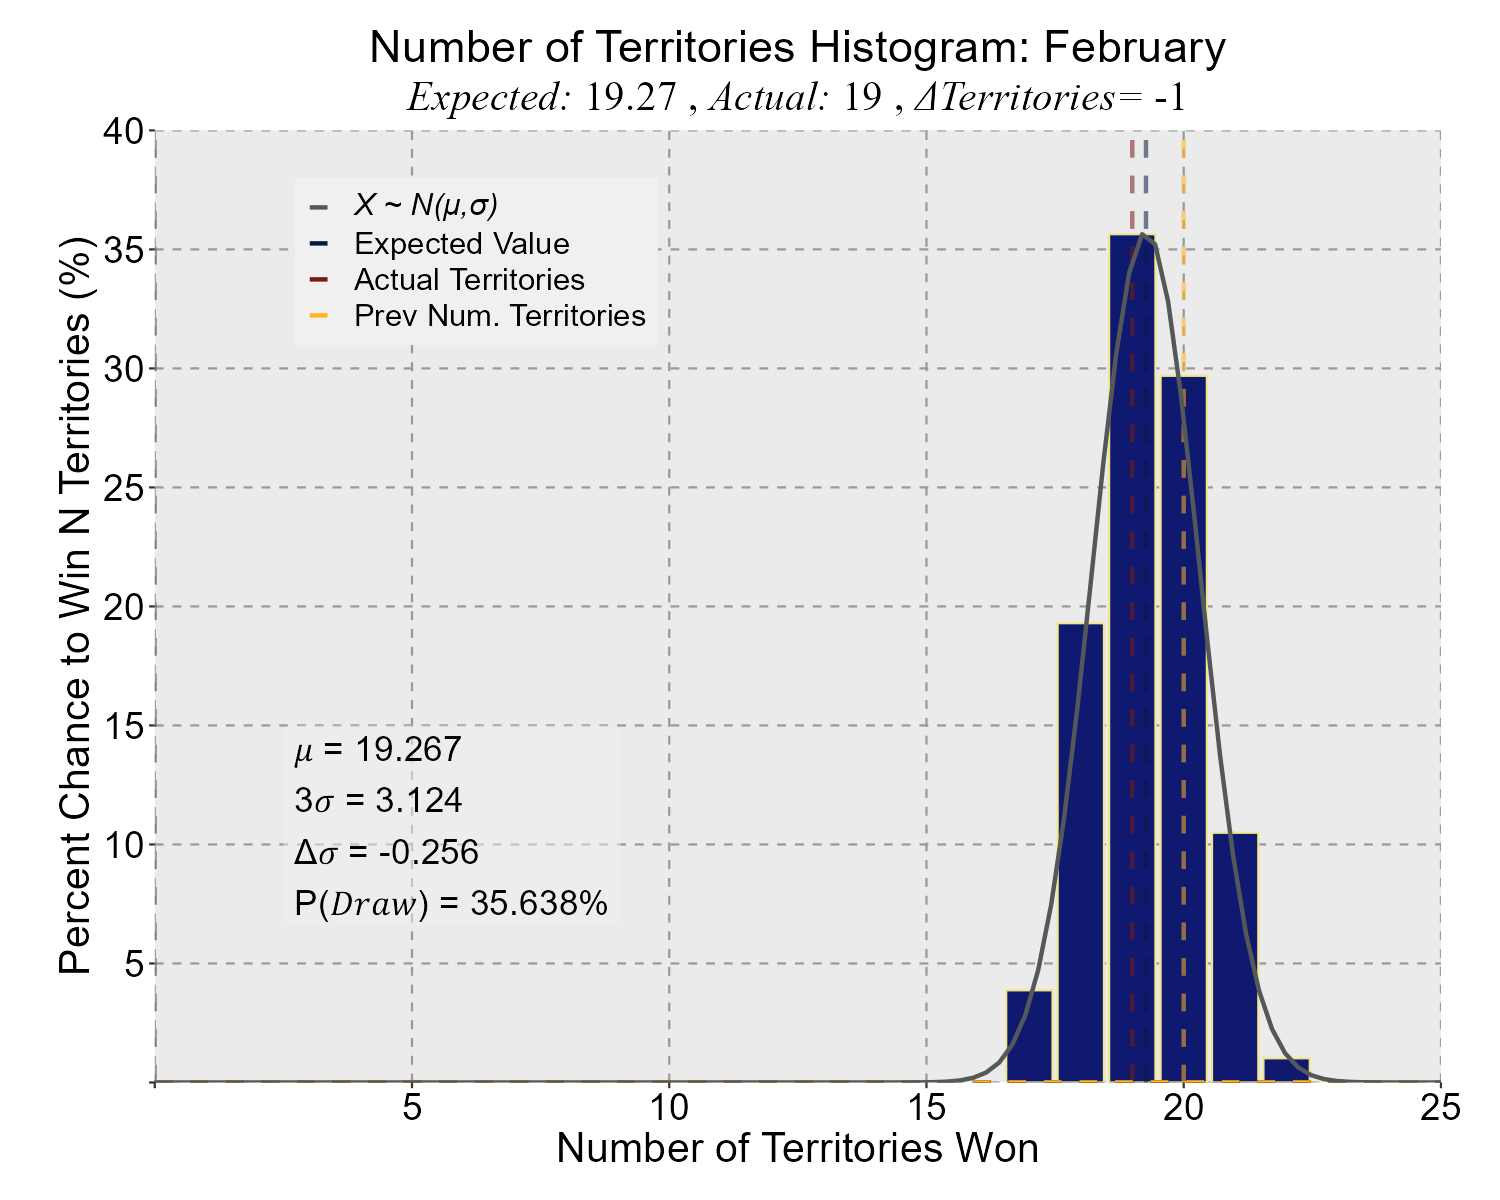 Number of Territories Histogram: February
Expected: 19.27 , Actual: 19 , ΔTerritories= -1
40
35
30
25
20
15
10
5
Percent Chance to Win N Territories (%)
X ~ N(μ,σ)
Expected Value
Actual Territories
Prev Num. Territories
μ = 19.267
3σ = 3.124
Δσ = -0.256
P(Draw) = 35.638%
5
10
15
20
25
Number of Territories Won